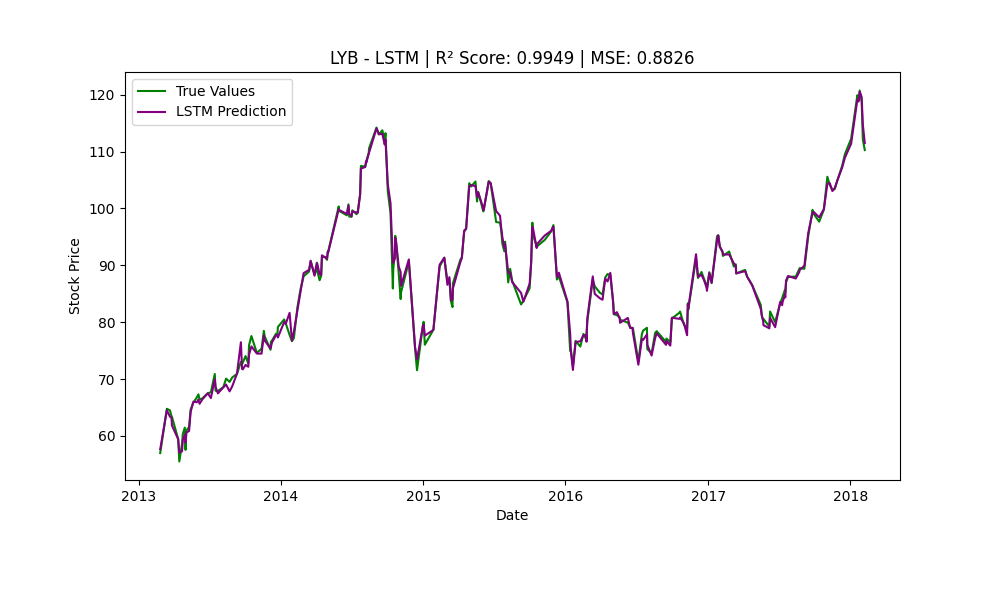 LYB - LSTM | R² Score: 0.9949 | MSE: 0.8826
True Values
LSTM Prediction
120
110
100
90
80
70
60
Stock Price
2013 2014 2015 2016 2017 2018
Date